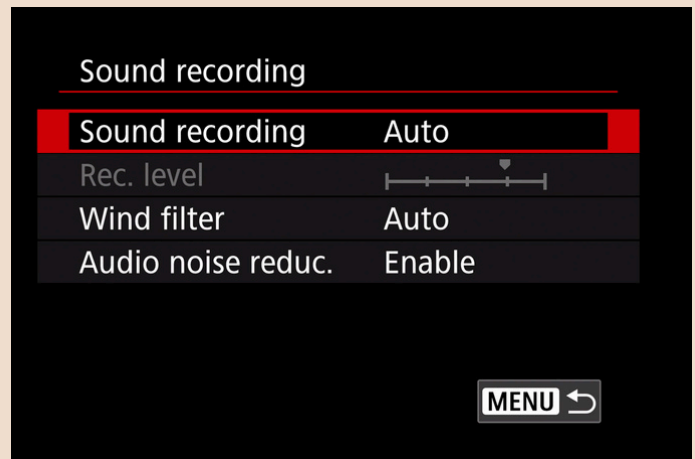 Sound recording
Sound recording Auto
Rec. level
Wind filter Auto
Audio noise reduc. Enable
MENU